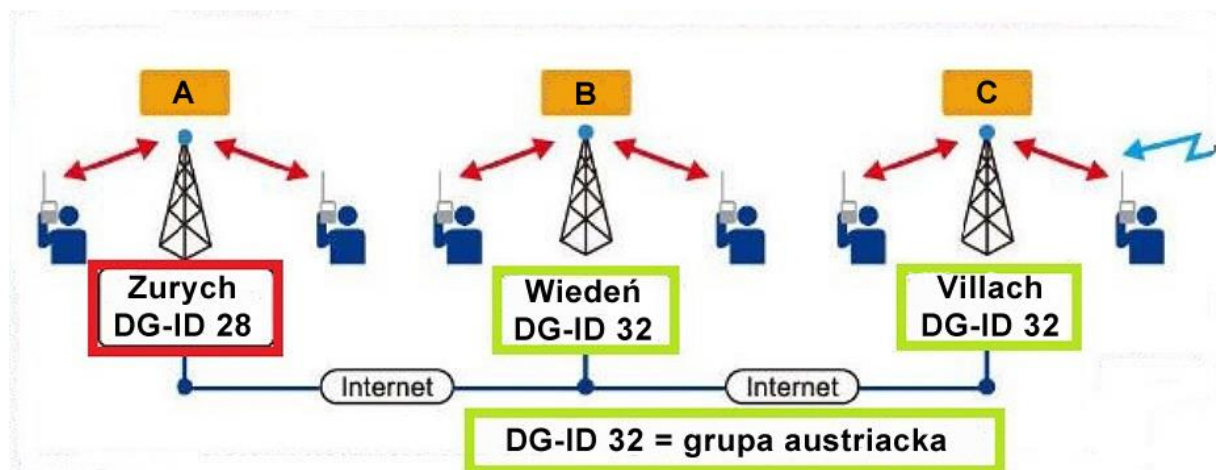 A
B
C
Zurych
DG-ID 28
Wiedeń
DG-ID 32
Villach
DG-ID 32
Internet
Internet
DG-ID 32 = grupa austriacka